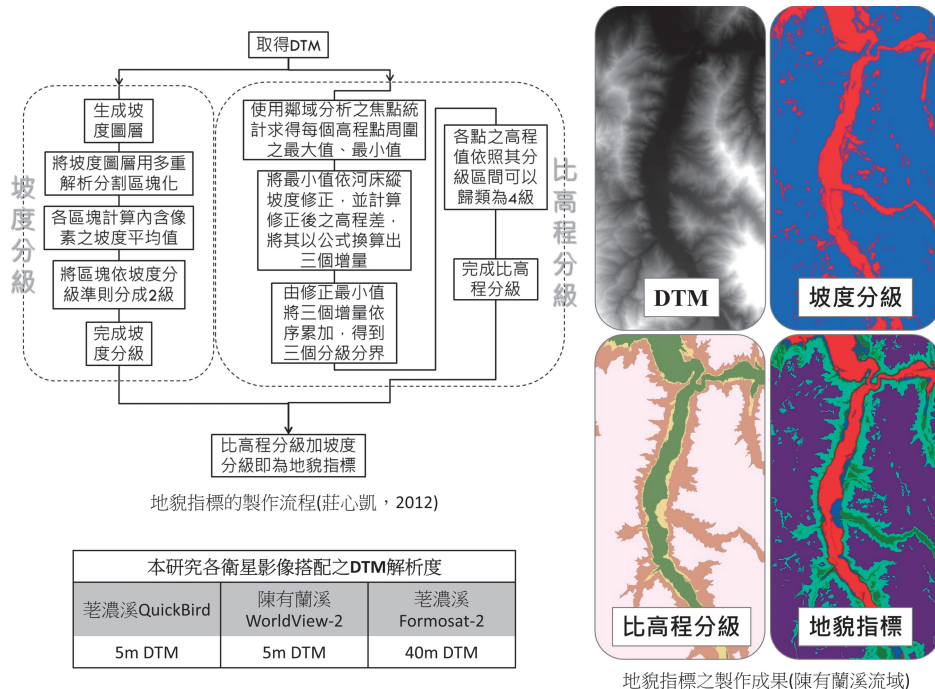 取得DTM
坡度分級
生成坡
度圖層
將坡度圖層用多重
解析分割區塊化
各區塊計算內含像
素之坡度平均值
將區塊依坡度分
級準則分成2級
完成坡
度分級
使用鄰域分析之焦點統
計求得每個高程點周圍
之最大值、最小值
將最小值依河床縱
坡度修正，並計算
修正後之高程差，
將其以公式換算出
三個增量
由修正最小值
將三個增量依
序累加，得到
三個分級分界
各點之高程
值依照其分
級區間可以
歸類為4級
完成比高
程分級
比高程分級
比高程分級加坡度
分級即為地貌指標
地貌指標的製作流程(莊心凱，2012)
本研究各衛星影像搭配之DTM解析度
荖濃溪QuickBird
陳有蘭溪
WorldView-2
荖濃溪
Formosat-2
5m DTM
5m DTM
40m DTM
DTM
坡度分級
比高程分級
地貌指標
地貌指標之製作成果(陳有蘭溪流域)